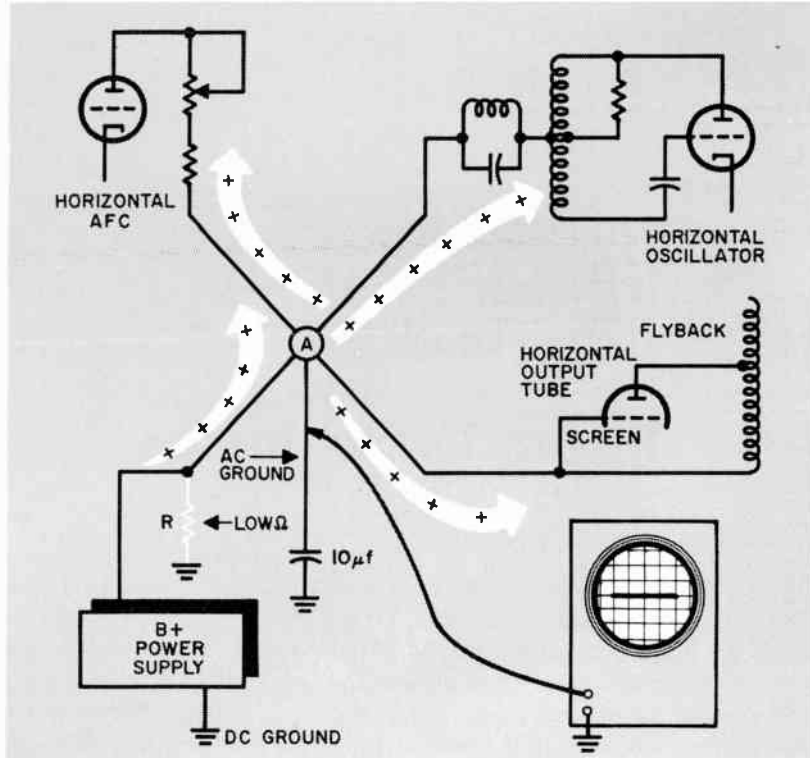 HORIZONTAL
AFC
HORIZONTAL
OSCILLATOR
FLYBACK
HORIZONTAL
OUTPUT
TUBE
SCREEN
A
AC
GROUND
R
LOWΩ
10µf
B+
POWER
SUPPLY
DC GROUND